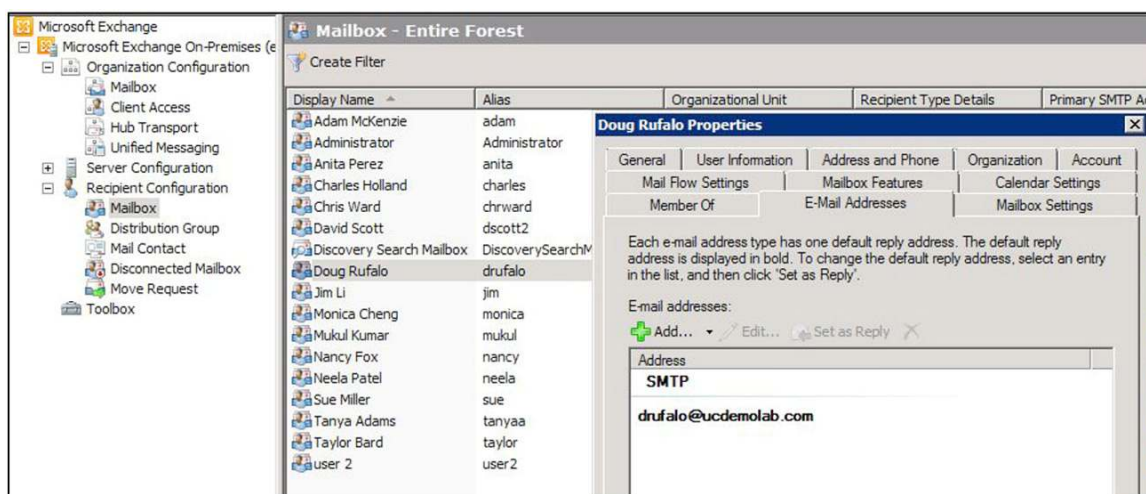 Microsoft Exchange
Microsoft Exchange On-Premises (e
Organization Configuration
Mailbox
Client Access
Hub Transport
Unified Messaging
Server Configuration
Recipient Configuration
Mailbox
Distribution Group
Mail Contact
Disconnected Mailbox
Move Request
Toolbox
Mailbox - Entire Forest
Create Filter
Display Name Alias Organizational Unit Recipient Type Details Primary SMTP A
Adam McKenzie adam
Administrator Administrator
Anita Perez anita
Charles Holland charles
Chris Ward chrward
David Scott dscott2
Discovery Search Mailbox DiscoverySearchM
Doug Rufalo drufalo
Jim Li jim
Monica Cheng monica
Mukul Kumar mukul
Nancy Fox nancy
Neela Patel neela
Sue Miller sue
Tanya Adams tanyaa
Taylor Bard taylor
user 2 user2
Doug Rufalo Properties
General User Information Address and Phone Organization Account
Mail Flow Settings Mailbox Features Calendar Settings
Member Of E-Mail Addresses Mailbox Settings
Each e-mail address type has one default reply address. The default reply
address is displayed in bold. To change the default reply address, select an entry
in the list, and then click 'Set as Reply'.
E-mail addresses:
Add... Edit... Set as Reply
Address
SMTP
drufalo@ucdemolab.com